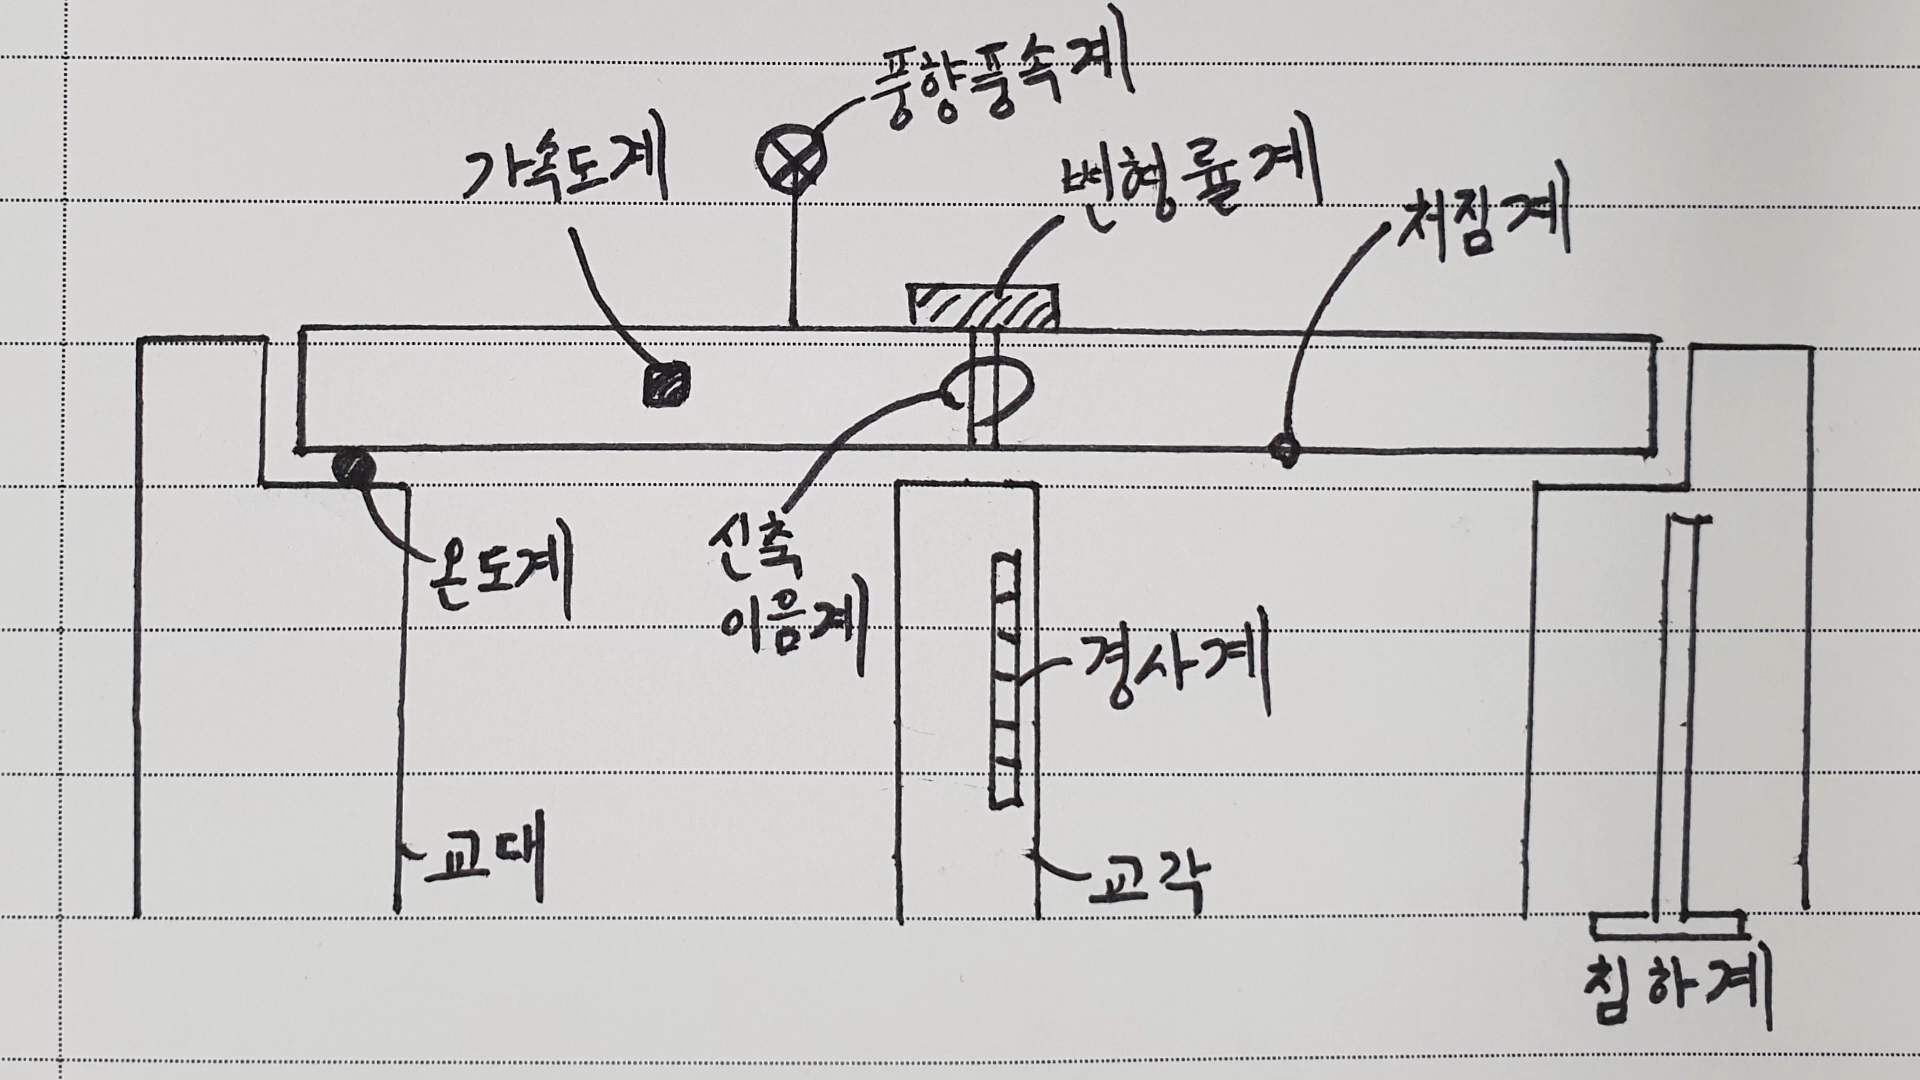 풍향풍속계
가속도계
변형률계
처짐계
온도계
신축
이음계
경사계
교대
교각
침하계